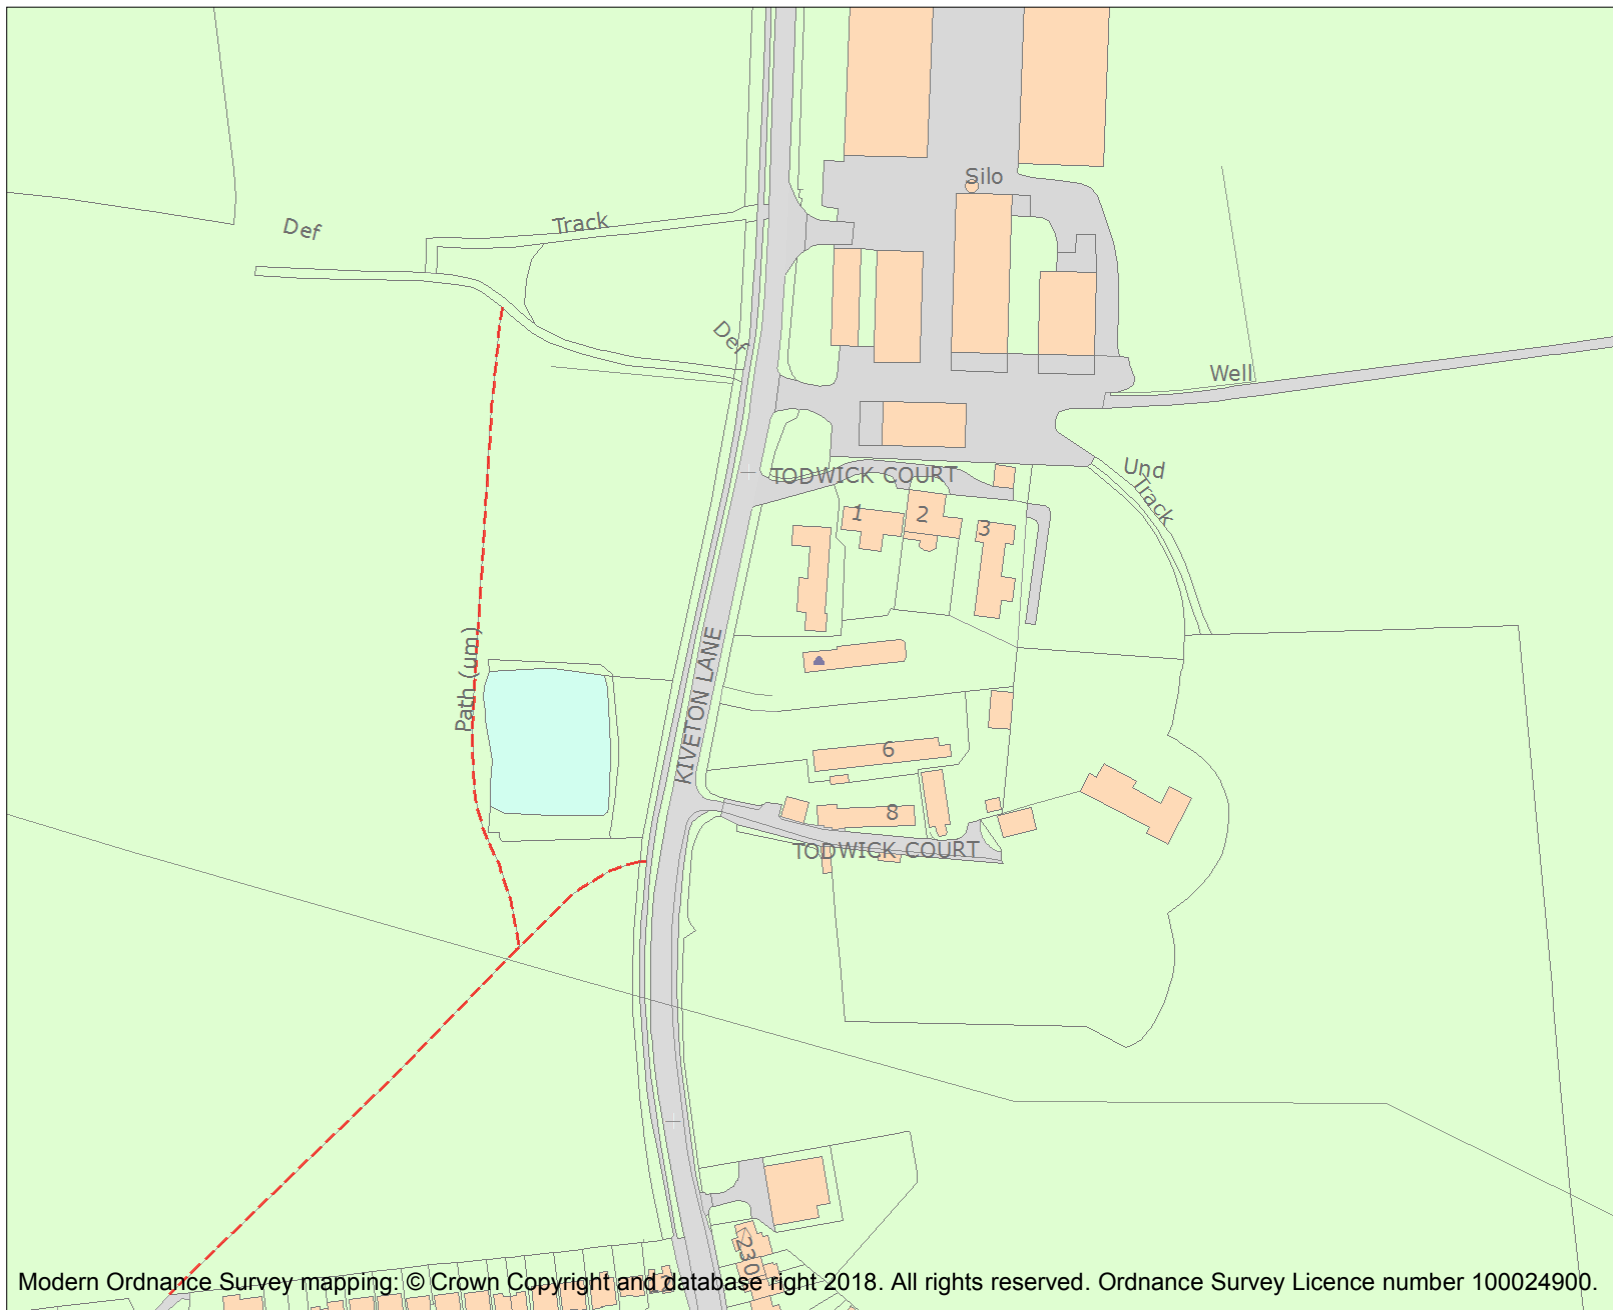 Silo
Def
Track
Def
Well
TODWICK COURT
Und
Track
1
2
3
Path (um)
KIVETON LANE
6
8
TODWICK COURT
230
Modern Ordnance Survey mapping: © Crown Copyright and database right 2018. All rights reserved. Ordnance Survey Licence number 100024900.